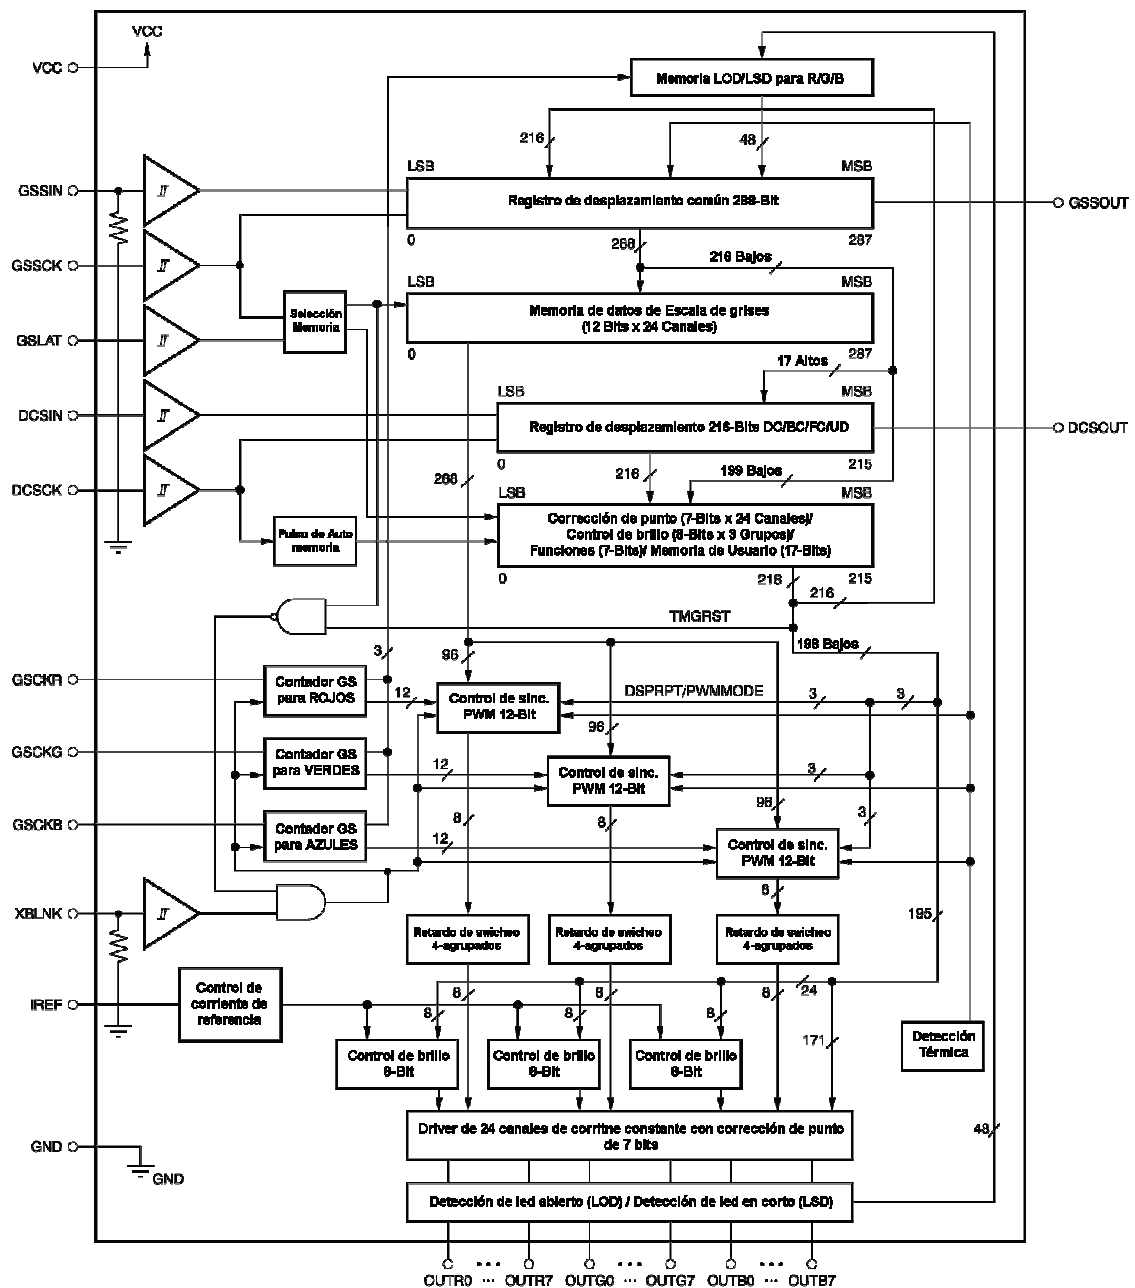 VCC
VCC
Memoria LOD/LSD para R/G/B
216
48
LSB
MSB
GSSIN
Registro de desplazamiento común 288-Bit
GSSOUT
0
287
GSSCK
288
216 Bajos
LSB
MSB
Selección
Memoria
Memoria de datos de Escala de grises
(12 Bits x 24 Canales)
GSLAT
0
287
17 Altos
LSB
MSB
DCSIN
Registro de desplazamiento 216-Bits DC/BC/FC/UD
DCSOUT
0
215
288
216
199 Bajos
DCSCK
LSB
MSB
Pulso de Auto
memoria
Corrección de punto (7-Bits x 24 Canales)/
Control de brillo (8-Bits x 3 Grupos)/
Funciones (7-Bits)/ Memoria de Usuario (17-Bits)
0
215
216
216
TMGRST
198 Bajos
3
96
GSCKR
Contador GS
para ROJOS
12
Control de sinc.
PWM 12-Bit
DSPRPT/PWMMODE
3
3
96
GSCKG
Contador GS
para VERDES
12
Control de sinc.
PWM 12-Bit
3
96
3
GSCKB
Contador GS
para AZULES
12
8
8
Control de sinc.
PWM 12-Bit
8
XBLNK
195
Retardo de swicheo
4-agrupados
Retardo de swicheo
4-agrupados
Retardo de swicheo
4-agrupados
IREF
Control de
corriente de
referencia
8
8
8
24
8
8
8
171
Detección
Térmica
Control de brillo
8-Bit
Control de brillo
8-Bit
Control de brillo
8-Bit
GND
GND
Driver de 24 canales de corritne constante con corrección de punto
de 7 bits
48
Detección de led abierto (LOD) / Detección de led en corto (LSD)
OUTR0 ... OUTR7 OUTG0 ... OUTG7 OUTB0 ... OUTB7